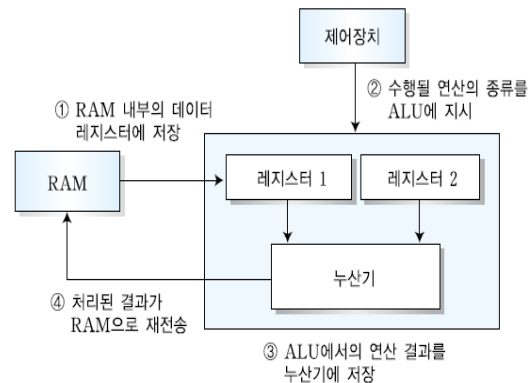 제어장치
② 수행될 연산의 종류를
ALU에 지시
① RAM 내부의 데이터
레지스터에 저장
RAM
레지스터 1
레지스터 2
누산기
④ 처리된 결과가
RAM으로 재전송
③ ALU에서의 연산 결과를
누산기에 저장